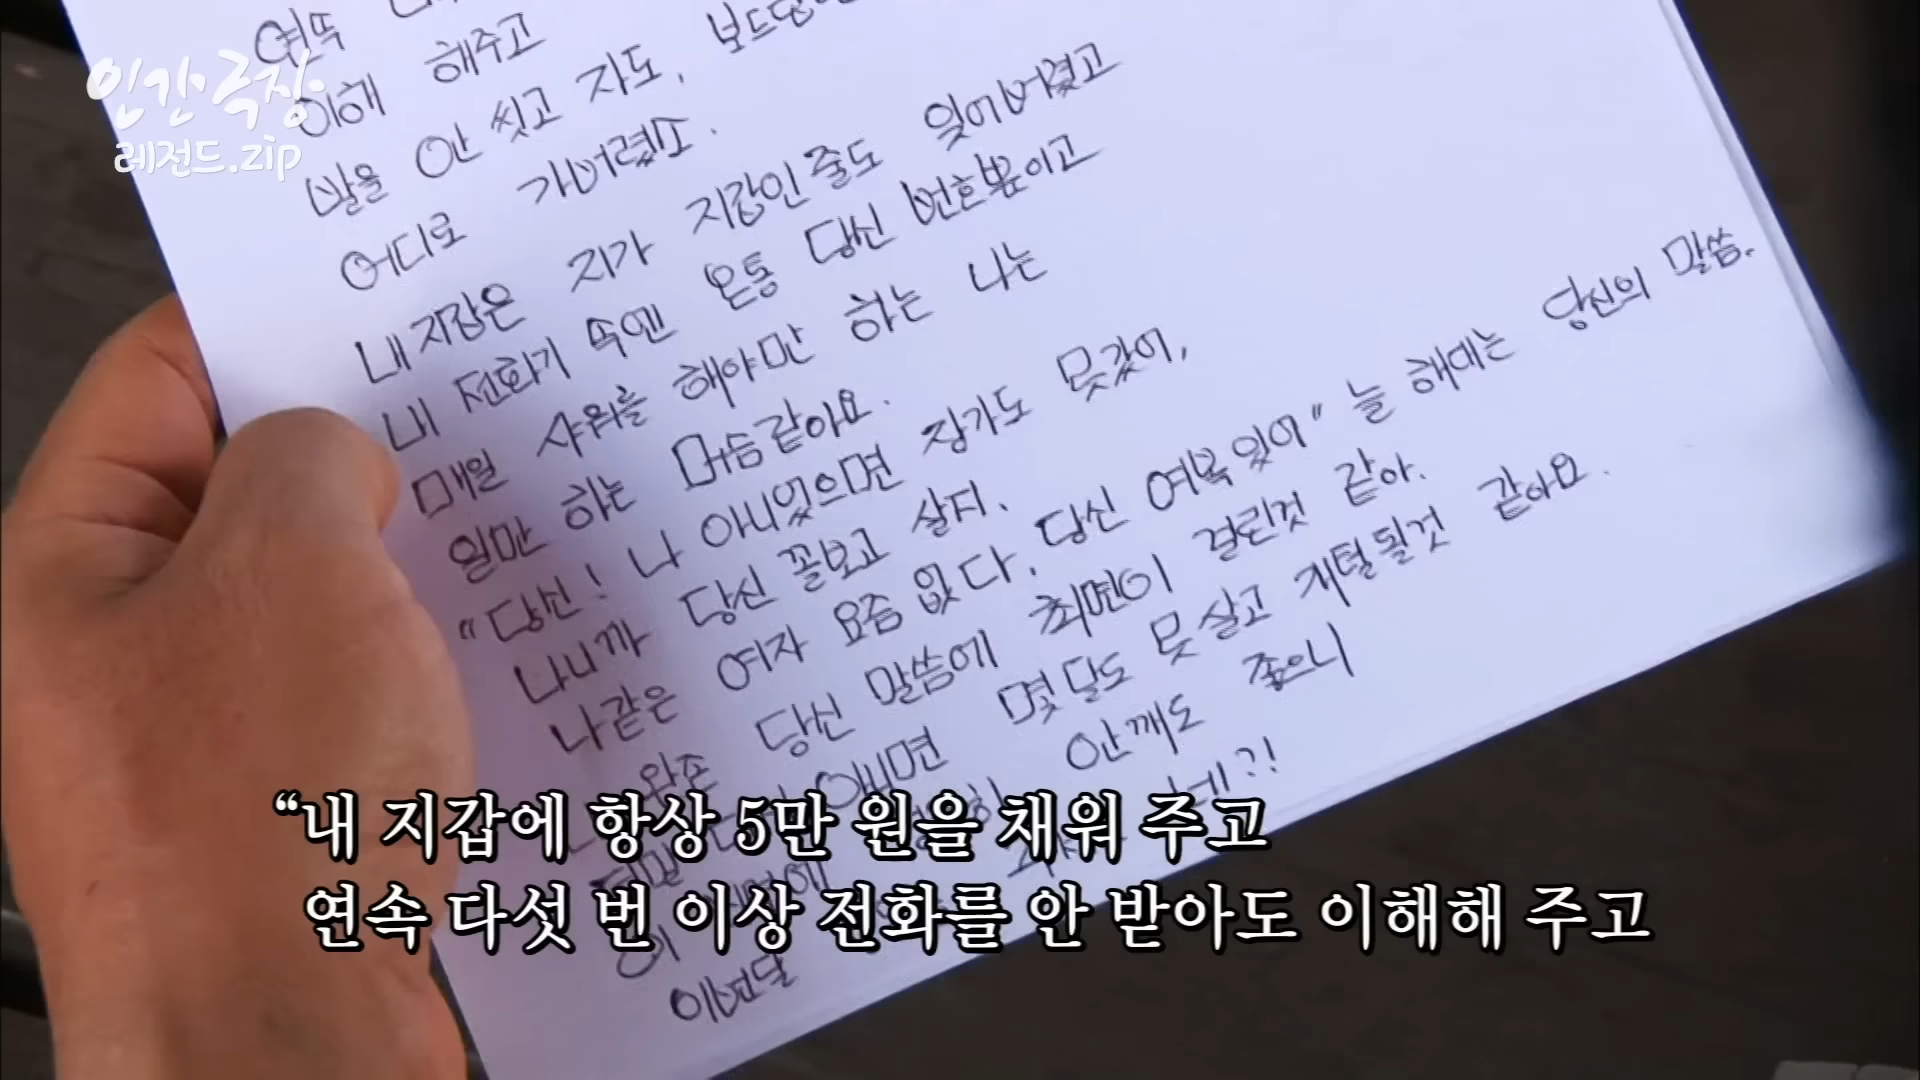 인간극장
레전드.zip
이해 해주고
발을 안 씻고 자도, 보드랍
어디로 가버렸소.
내 지갑은 지가 지갑인 줄도 잊어버렸고
내 전화기 속엔 온통 당신 번호뿐이고
매일 샤워를 해야만 하는 나는
일만 하는 머슴같아요.
"당신! 나 아니었으면 장가도 못갔어,
나니까 당신 꼴보고 살지.
나같은 여자 요즘 없다. 당신 여복있어" 늘 해대는 당신의 말씀.
완존 당신 말씀에 최면이 걸린것 같아.
몇달도 못살고 개털될것 같아요.
안깨도 좋으니
이번달
“내 지갑에 항상 5만 원을 채워 주고
연속 다섯 번 이상 전화를 안 받아도 이해해 주고